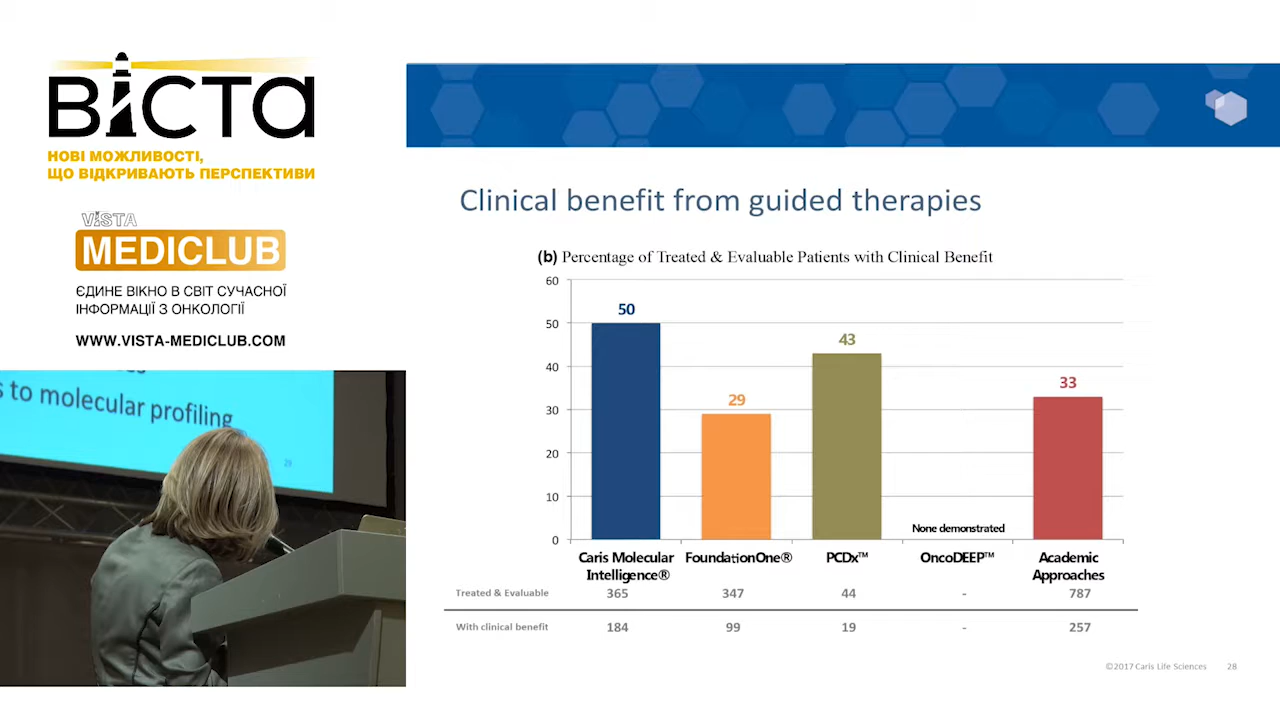 ВІСТА
НОВІ МОЖЛИВОСТІ,
ЩО ВІДКРИВАЮТЬ ПЕРСПЕКТИВИ
ViSTA
MEDICLUB
ЄДИНЕ ВІКНО В СВІТ СУЧАСНОЇ
ІНФОРМАЦІЇ З ОНКОЛОГІЇ
WWW.VISTA-MEDICLUB.COM
to molecular profiling
29
Clinical benefit from guided therapies
(b) Percentage of Treated & Evaluable Patients with Clinical Benefit
60
50
40
30
20
10
0
50
29
43
None demonstrated
33
Caris Molecular Intelligence®
FoundationOne®
PCDx™
OncoDEEP™
Academic Approaches
Treated & Evaluable 365 347 44 - 787
With clinical benefit 184 99 19 - 257
©2017 Caris Life Sciences 28